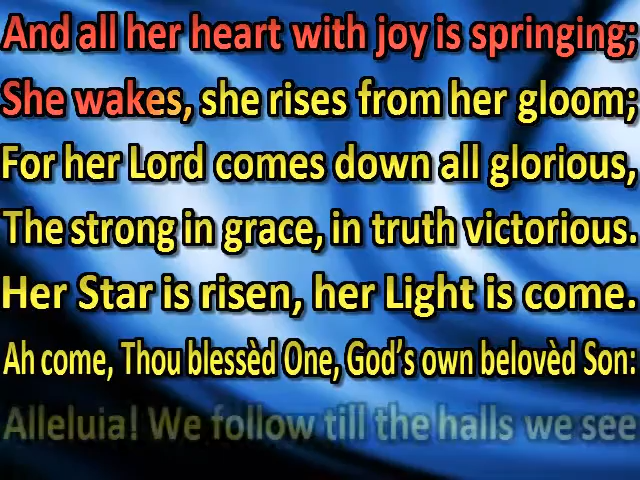 And all her heart with joy is springing;
She wakes, she rises from her gloom;
For her Lord comes down all glorious,
The strong in grace, in truth victorious.
Her Star is risen, her Light is come.
Ah come, Thou blessèd One, God's own belovèd Son:
Alleluia! We follow till the halls we see